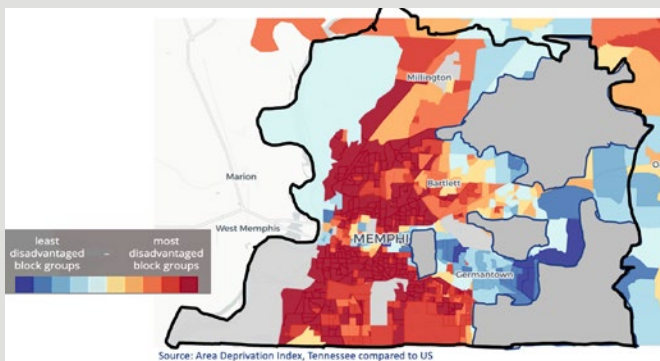 Millington
Marion
Bartlett
West Memphis
MEMPHI
Germantown
least
disadvantaged
block groups
–
most
disadvantaged
block groups
Source: Area Deprivation Index, Tennessee compared to US